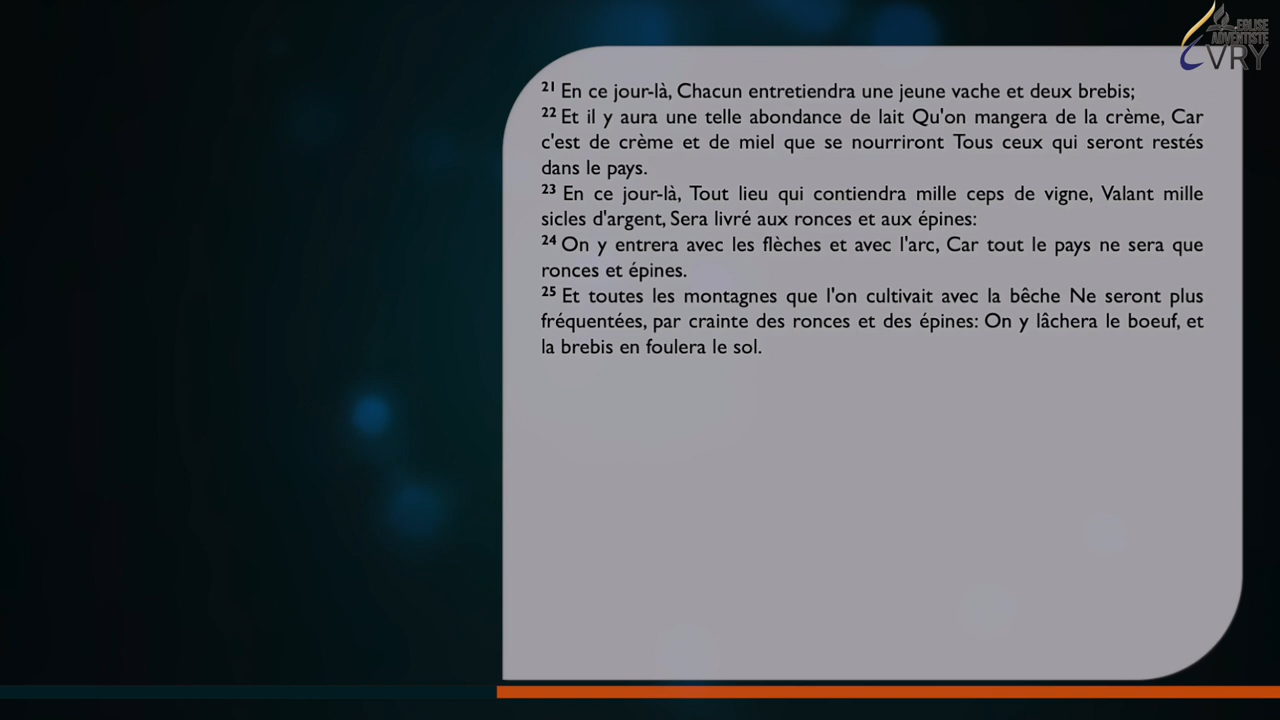 EGLISE
ADVENTISTE
VRY
21 En ce jour-là, Chacun entretiendra une jeune vache et deux brebis;
22 Et il y aura une telle abondance de lait Qu'on mangera de la crème, Car
c'est de crème et de miel que se nourriront Tous ceux qui seront restés
dans le pays.
23 En ce jour-là, Tout lieu qui contiendra mille ceps de vigne, Valant mille
sicles d'argent, Sera livré aux ronces et aux épines:
24 On y entrera avec les flèches et avec l'arc, Car tout le pays ne sera que
ronces et épines.
25 Et toutes les montagnes que l'on cultivait avec la bêche Ne seront plus
fréquentées, par crainte des ronces et des épines: On y lâchera le boeuf, et
la brebis en foulera le sol.